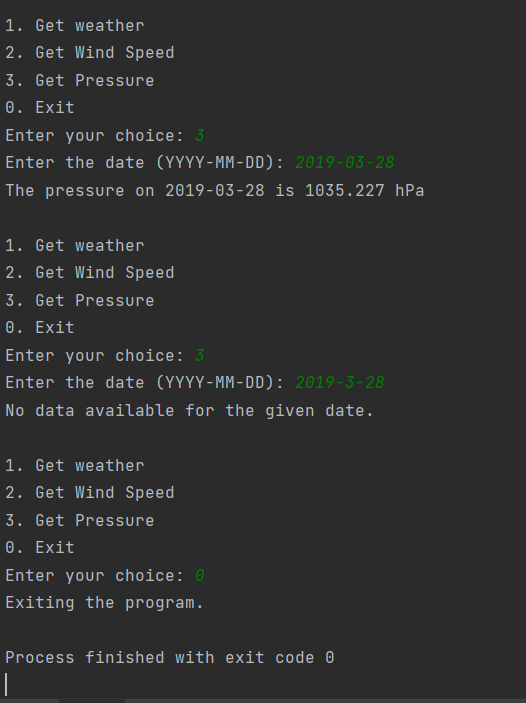 1. Get weather
2. Get Wind Speed
3. Get Pressure
0. Exit
Enter your choice: 3
Enter the date (YYYY-MM-DD): 2019-03-28
The pressure on 2019-03-28 is 1035.227 hPa
1. Get weather
2. Get Wind Speed
3. Get Pressure
0. Exit
Enter your choice: 3
Enter the date (YYYY-MM-DD): 2019-3-28
No data available for the given date.
1. Get weather
2. Get Wind Speed
3. Get Pressure
0. Exit
Enter your choice: 0
Exiting the program.
Process finished with exit code 0